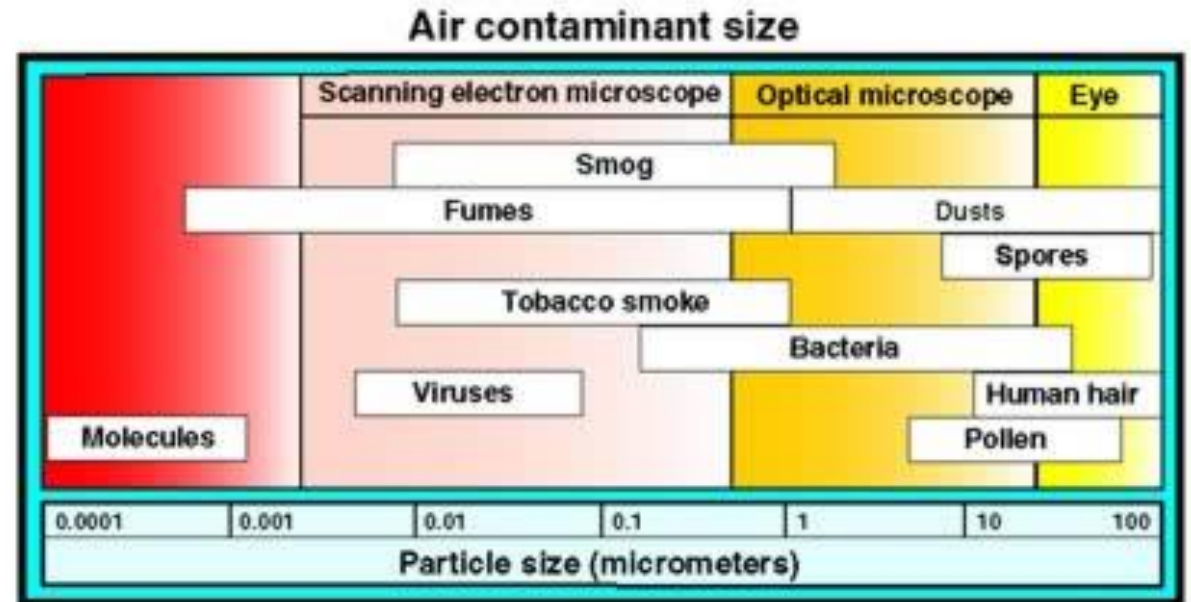 Air contaminant size
Scanning electron microscope Optical microscope Eye
Smog
Fumes Dusts
Spores
Tobacco smoke
Bacteria
Viruses Human hair
Molecules Pollen
0.0001 0.001 0.01 0.1 1 10 100
Particle size (micrometers)